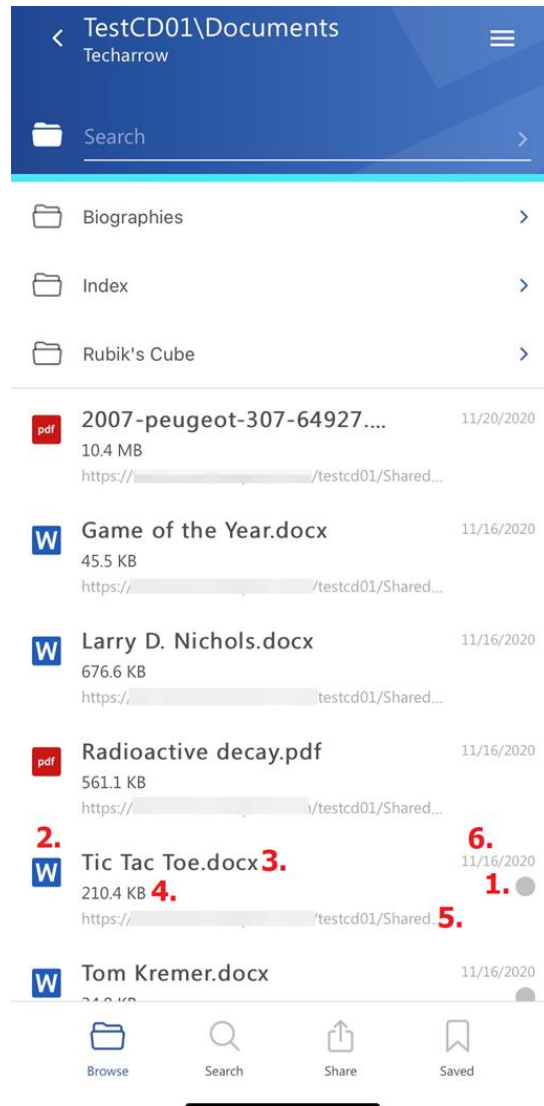 TestCD01\Documents
Techarrow
Search
Biographies
Index
Rubik's Cube
pdf 2007-peugeot-307-64927.... 11/20/2020
10.4 MB
https:// /testcd01/Shared...
W Game of the Year.docx 11/16/2020
45.5 KB
https:// /testcd01/Shared...
W Larry D. Nichols.docx 11/16/2020
676.6 KB
https:/ testcd01/Shared...
pdf Radioactive decay.pdf 11/16/2020
561.1 KB
https:// /testcd01/Shared...
2. 6.
W Tic Tac Toe.docx 3. 11/16/2020
210.4 KB 4. 1.
https:/ /testcd01/Shared... 5.
W Tom Kremer.docx 11/16/2020
Browse Search Share Saved